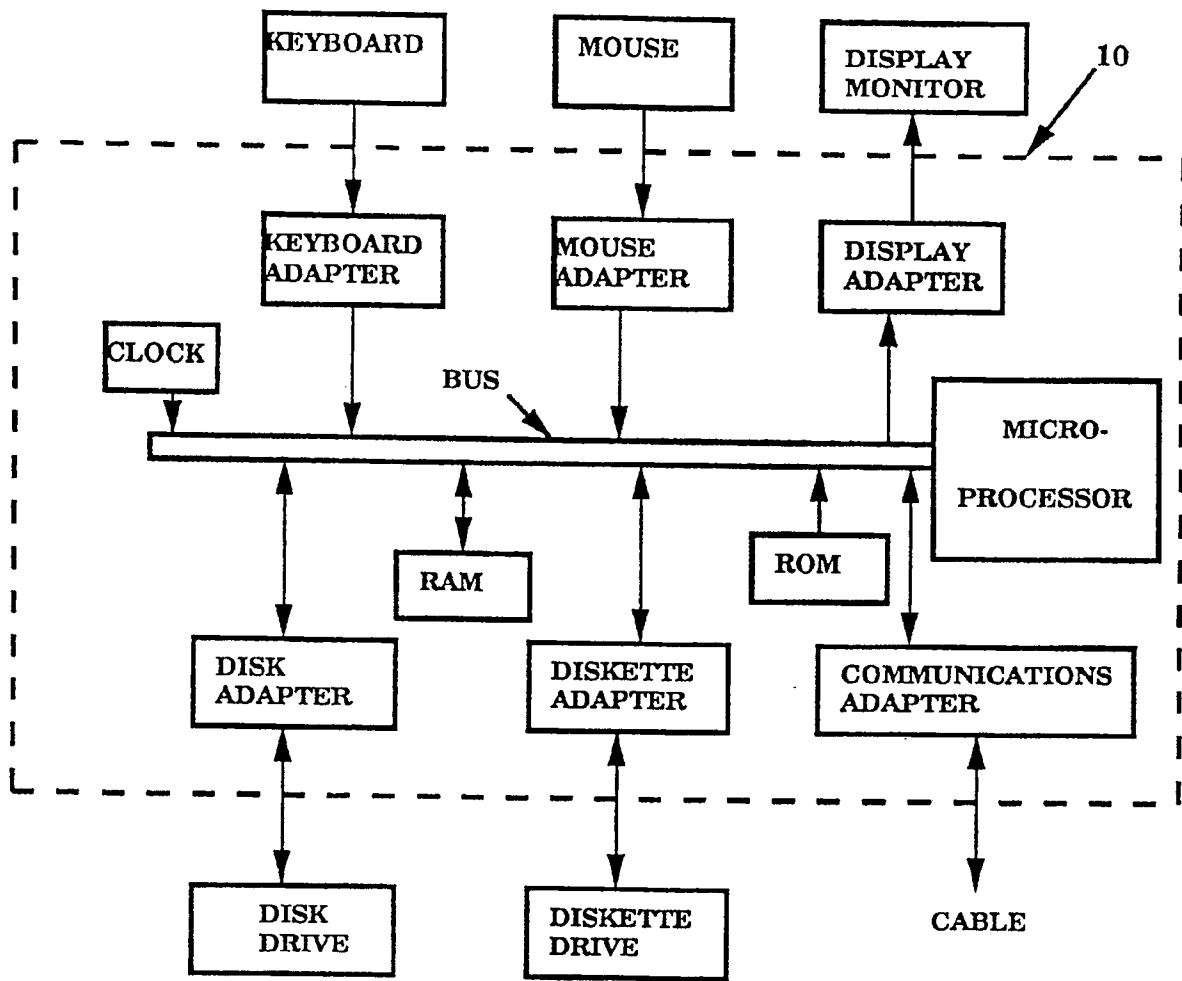 KEYBOARD
MOUSE
DISPLAY
MONITOR
10
KEYBOARD
ADAPTER
MOUSE
ADAPTER
DISPLAY
ADAPTER
CLOCK
BUS
MICRO-
PROCESSOR
RAM
ROM
DISK
ADAPTER
DISKETTE
ADAPTER
COMMUNICATIONS
ADAPTER
DISK
DRIVE
DISKETTE
DRIVE
CABLE